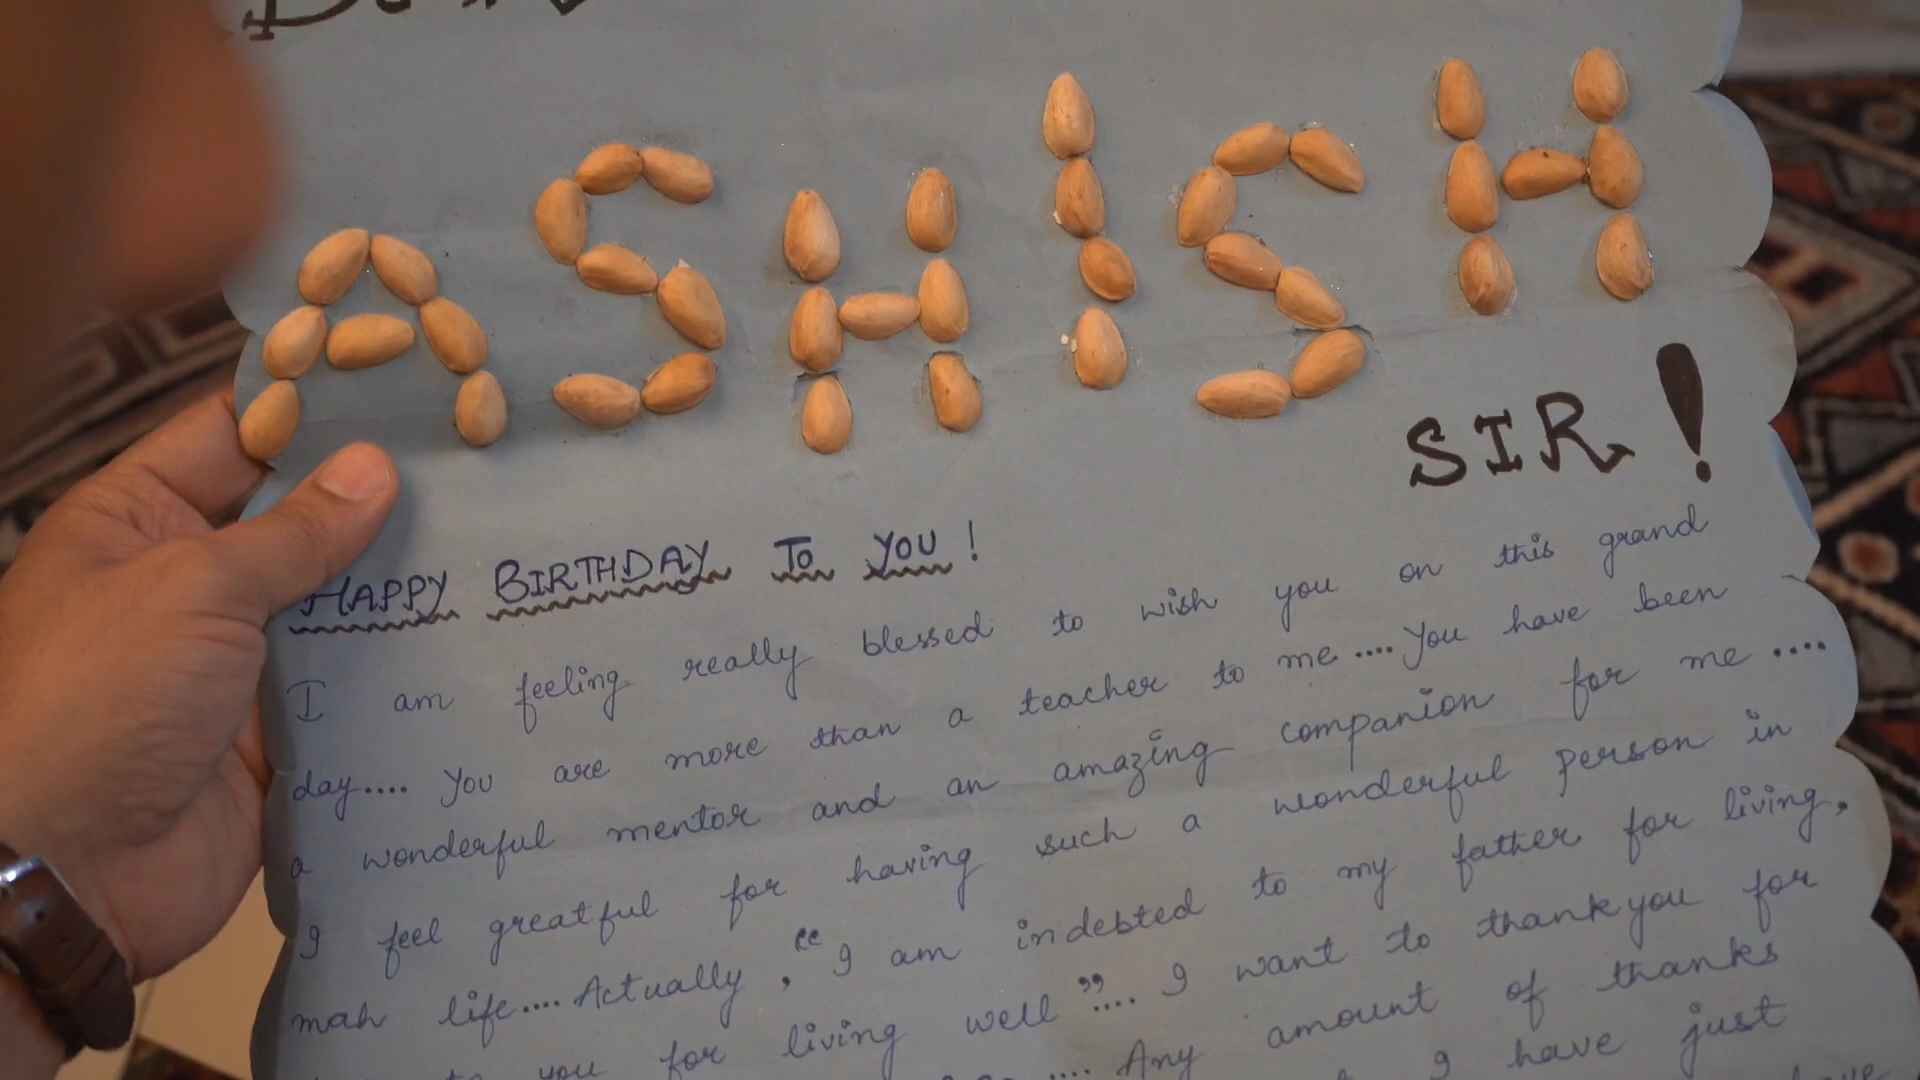 ASHISH
SIR!
HAPPY BIRTHDAY TO YOU!
I am feeling really blessed to wish you on this grand
day.... You are more than a teacher to me.... You have been
a wonderful mentor and an amazing companion for me....
I feel greatful for having such a wonderful person in
mah life.... Actually, "I am indebted to my father for living,
you for living well".... I want to thankyou for
.... Any amount of thanks
I have just